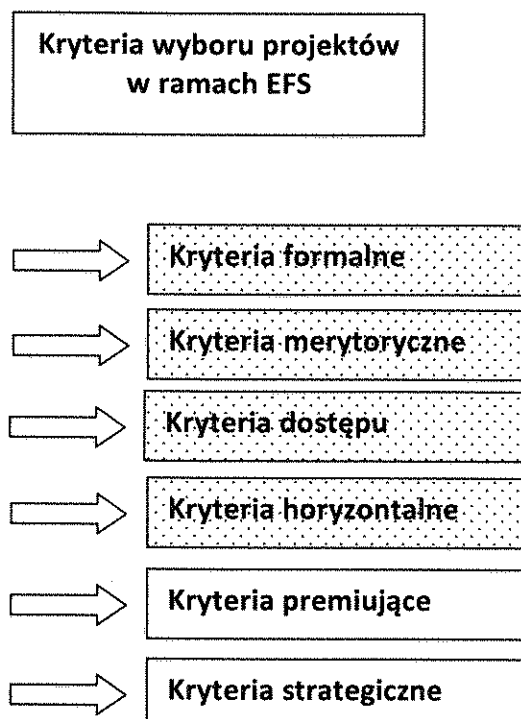 Kryteria wyboru projektów
w ramach EFS
Kryteria formalne
Kryteria merytoryczne
Kryteria dostępu
Kryteria horyzontalne
Kryteria premiujące
Kryteria strategiczne